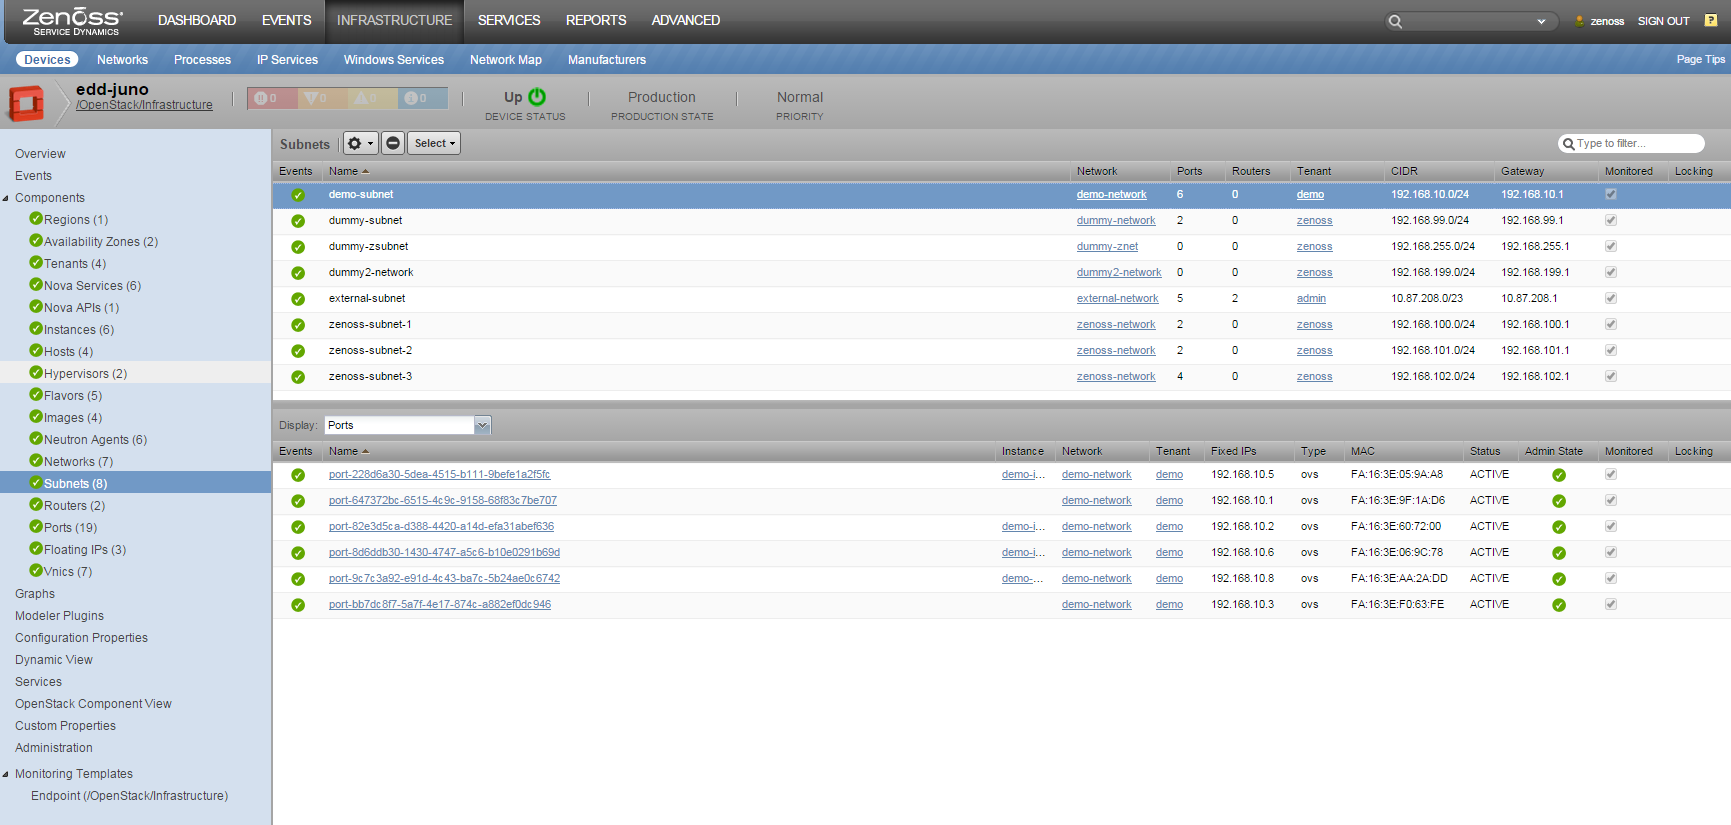 Zenoss DASHBOARD EVENTS INFRASTRUCTURE SERVICES REPORTS ADVANCED zenoss SIGN OUT ?
SERVICE DYNAMICS
Devices Networks Processes IP Services Windows Services Network Map Manufacturers Page Tips
edd-juno
/OpenStack/Infrastructure
0 0 0 0
Up Production Normal
DEVICE STATUS PRODUCTION STATE PRIORITY
Overview
Events
Components
Regions (1)
Availability Zones (2)
Tenants (4)
Nova Services (6)
Nova APIs (1)
Instances (6)
Hosts (4)
Hypervisors (2)
Flavors (5)
Images (4)
Neutron Agents (6)
Networks (7)
Subnets (8)
Routers (2)
Ports (19)
Floating IPs (3)
Vnics (7)
Graphs
Modeler Plugins
Configuration Properties
Dynamic View
Services
OpenStack Component View
Custom Properties
Administration
Monitoring Templates
Endpoint (/OpenStack/Infrastructure)
Subnets Select Type to filter...
Events Name Network Ports Routers Tenant CIDR Gateway Monitored Locking
demo-subnet demo-network 6 0 demo 192.168.10.0/24 192.168.10.1
dummy-subnet dummy-network 2 0 zenoss 192.168.99.0/24 192.168.99.1
dummy-zsubnet dummy-znet 0 0 zenoss 192.168.255.0/24 192.168.255.1
dummy2-network dummy2-network 0 0 zenoss 192.168.199.0/24 192.168.199.1
external-subnet external-network 5 2 admin 10.87.208.0/23 10.87.208.1
zenoss-subnet-1 zenoss-network 2 0 zenoss 192.168.100.0/24 192.168.100.1
zenoss-subnet-2 zenoss-network 2 0 zenoss 192.168.101.0/24 192.168.101.1
zenoss-subnet-3 zenoss-network 4 0 zenoss 192.168.102.0/24 192.168.102.1
Display: Ports
Events Name Instance Network Tenant Fixed IPs Type MAC Status Admin State Monitored Locking
port-228d6a30-5dea-4515-b111-9befe1a2f5fc demo-i... demo-network demo 192.168.10.5 ovs FA:16:3E:05:9A:A8 ACTIVE
port-647372bc-6515-4c9c-9158-68f83c7be707 demo-network demo 192.168.10.1 ovs FA:16:3E:9F:1A:D6 ACTIVE
port-82e3d5ca-d388-4420-a14d-efa31abef636 demo-i... demo-network demo 192.168.10.2 ovs FA:16:3E:60:72:00 ACTIVE
port-8d6ddb30-1430-4747-a5c6-b10e0291b69d demo-i... demo-network demo 192.168.10.6 ovs FA:16:3E:06:9C:78 ACTIVE
port-9c7c3a92-e91d-4c43-ba7c-5b24ae0c6742 demo-... demo-network demo 192.168.10.8 ovs FA:16:3E:AA:2A:DD ACTIVE
port-bb7dc8f7-5a7f-4e17-874c-a882ef0dc946 demo-network demo 192.168.10.3 ovs FA:16:3E:F0:63:FE ACTIVE